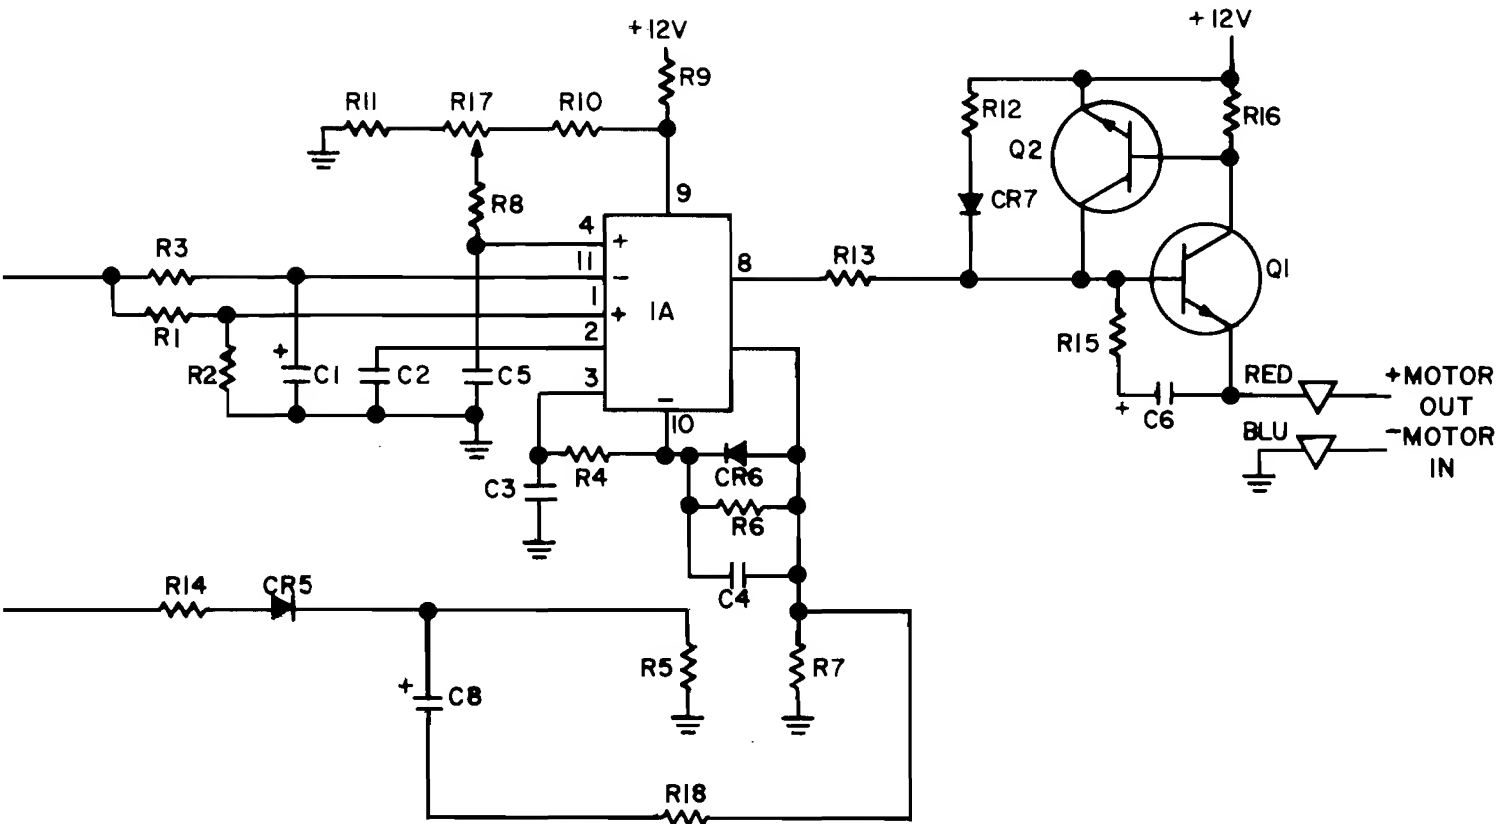 +12V
+12V
R9
R11 R17 R10
R12
R16
Q2
9
R8
CR7
4
+
R3
11
−
8
R13
Q1
1
+
IA
R1
2
R15
R2
+
C1
C2
C5
3
RED
+MOTOR
OUT
−
10
+
C6
BLU
−MOTOR
IN
R4
CR6
C3
R6
R14
CR5
C4
R5
R7
+
C8
R18